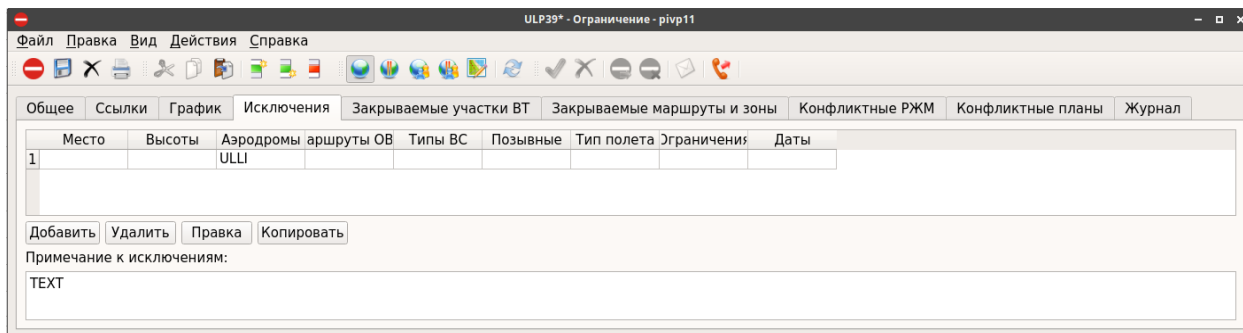 ULP39* - Ограничение - pivp11
Файл Правка Вид Действия Справка
Общее Ссылки График Исключения Закрываемые участки ВТ Закрываемые маршруты и зоны Конфликтные РЖМ Конфликтные планы Журнал
Место Высоты Аэродромы аршруты ОВ Типы ВС Позывные Тип полета Ограничения Даты
1 ULLI
Добавить Удалить Правка Копировать
Примечание к исключениям:
TEXT